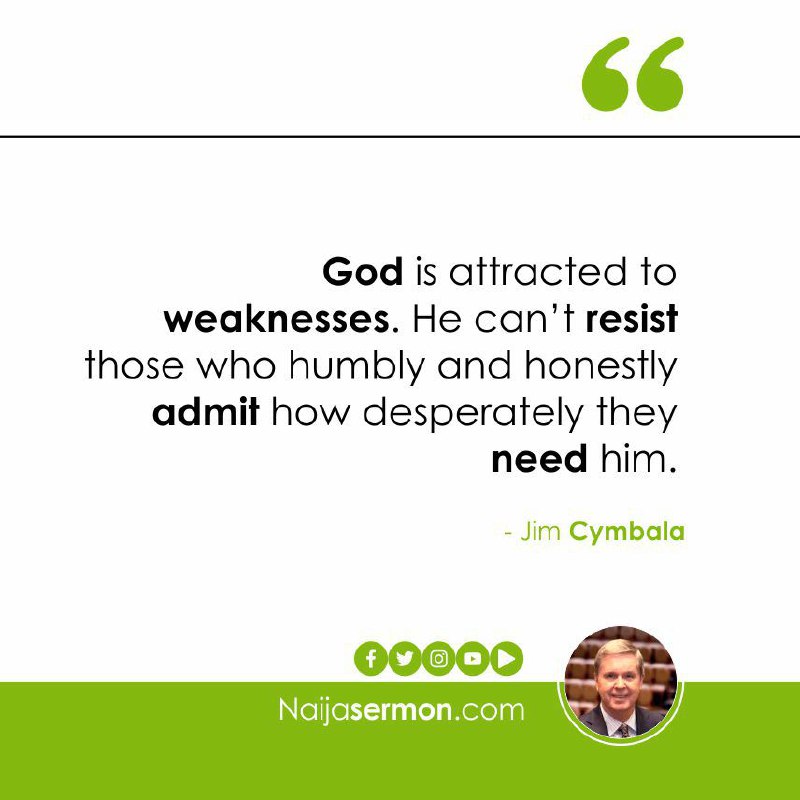 God is attracted to
weaknesses. He can't resist
those who humbly and honestly
admit how desperately they
need him.
- Jim Cymbala
Naijasermon.com